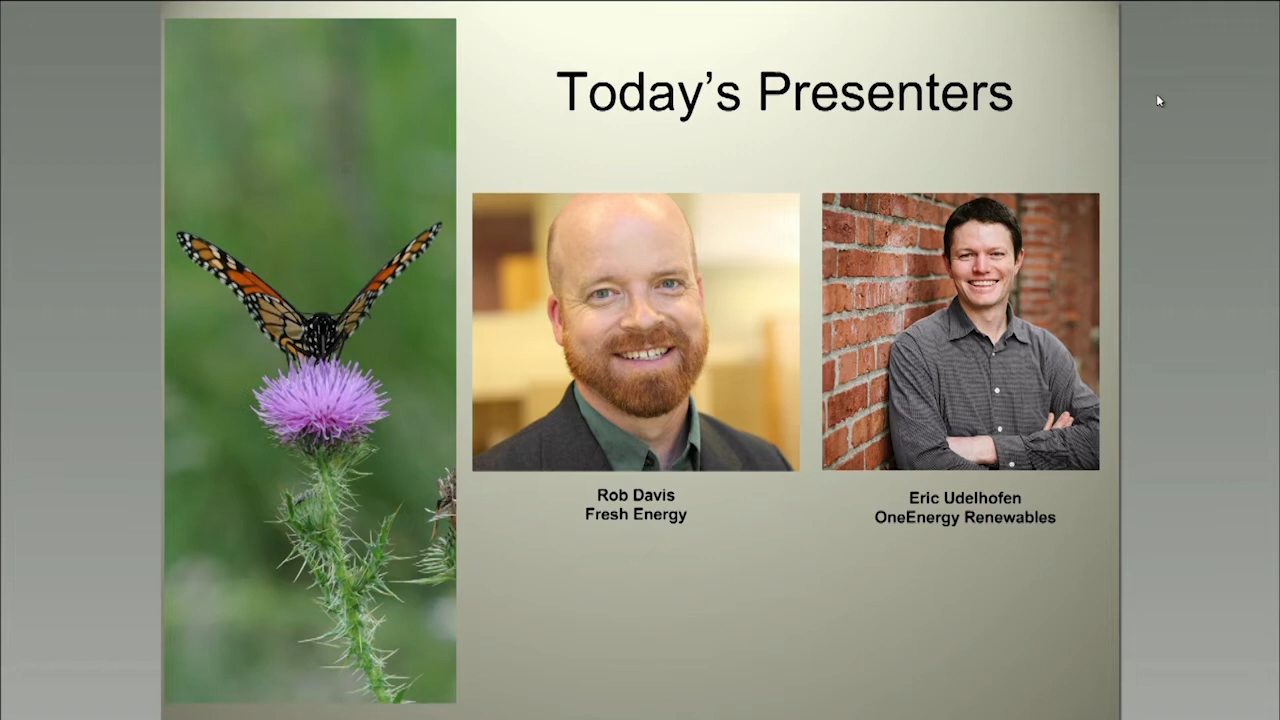 Today’s Presenters
Rob Davis
Fresh Energy
Eric Udelhofen
OneEnergy Renewables